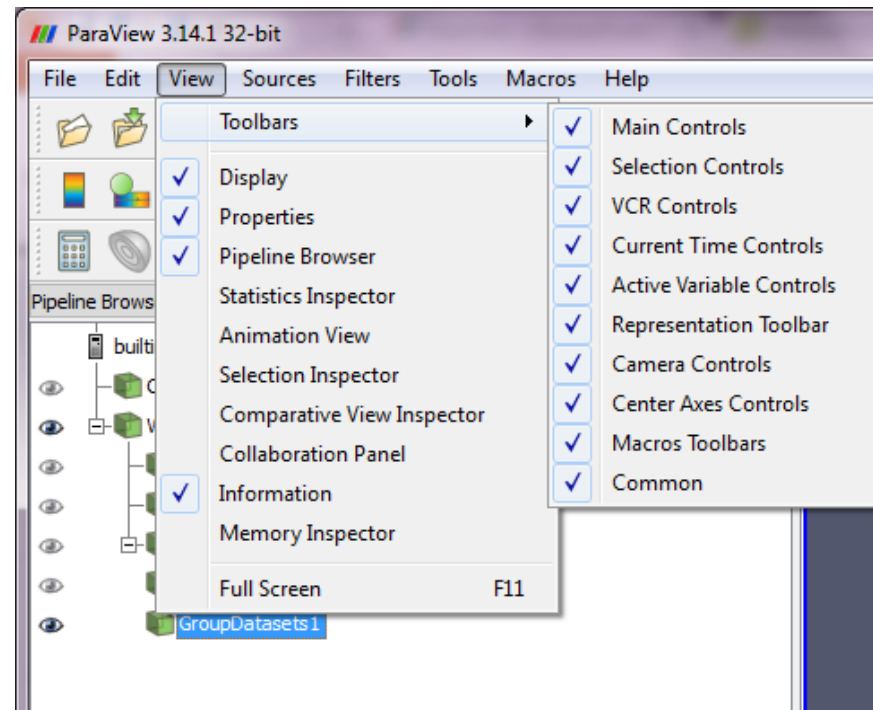 ParaView 3.14.1 32-bit
File Edit View Sources Filters Tools Macros Help
Toolbars
Main Controls
Selection Controls
VCR Controls
Current Time Controls
Active Variable Controls
Representation Toolbar
Camera Controls
Center Axes Controls
Macros Toolbars
Common
Display
Properties
Pipeline Browser
Statistics Inspector
Animation View
Selection Inspector
Comparative View Inspector
Collaboration Panel
Information
Memory Inspector
Full Screen F11
Pipeline Brows
builti
GroupDatasets1